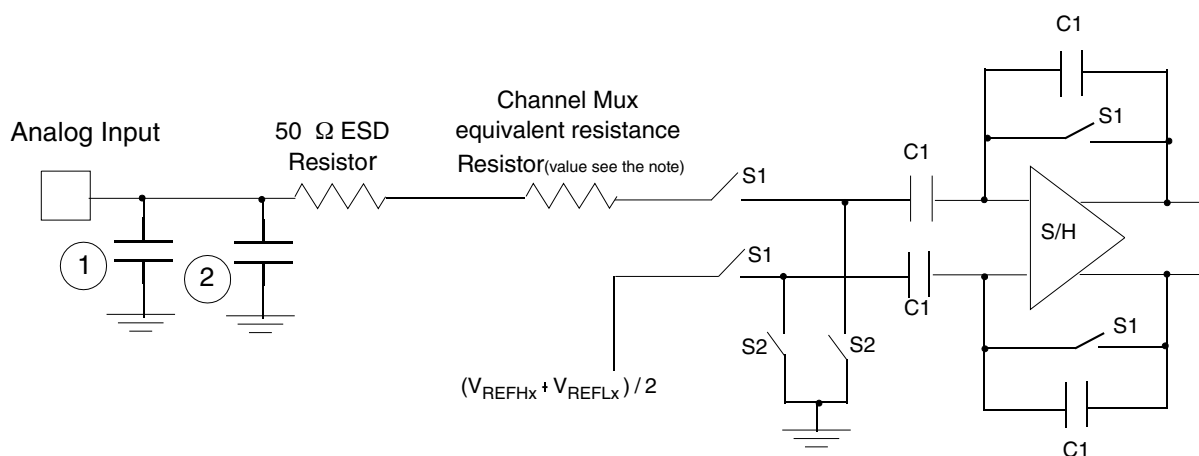 C1
Channel Mux
equivalent resistance
Resistor(value see the note)
Analog Input
50 Ω ESD
Resistor
S1
C1
S1
S/H
1
2
S1
C1
S2
S2
S1
(VREFHx + VREFLx) / 2
C1